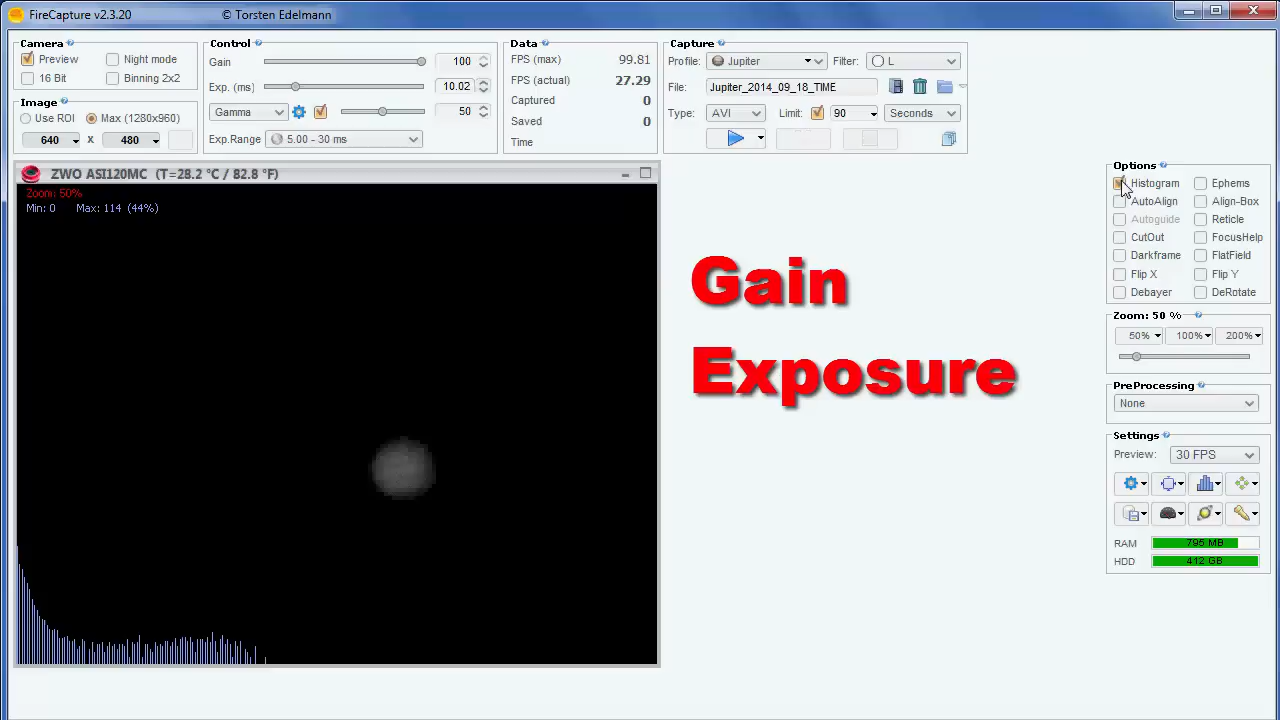 FireCapture v2.3.20 © Torsten Edelmann
Camera
Preview Night mode
16 Bit Binning 2x2
Image
Use ROI Max (1280x960)
640 x 480
Control
Gain 100
Exp. (ms) 10.02
Gamma 50
Exp.Range 5.00 - 30 ms
Data
FPS (max) 99.81
FPS (actual) 27.29
Captured 0
Saved 0
Time
Capture
Profile: Jupiter Filter: L
File: Jupiter_2014_09_18_TIME
Type: AVI Limit: 90 Seconds
ZWO ASI120MC (T=28.2 °C / 82.8 °F)
Zoom: 50%
Min: 0 Max: 114 (44%)
Gain
Exposure
Options
Histogram Ephems
AutoAlign Align-Box
Autoguide Reticle
CutOut FocusHelp
Darkframe FlatField
Flip X Flip Y
Debayer DeRotate
Zoom: 50 %
50% 100% 200%
PreProcessing
None
Settings
Preview: 30 FPS
RAM 795 MB
HDD 412 GB